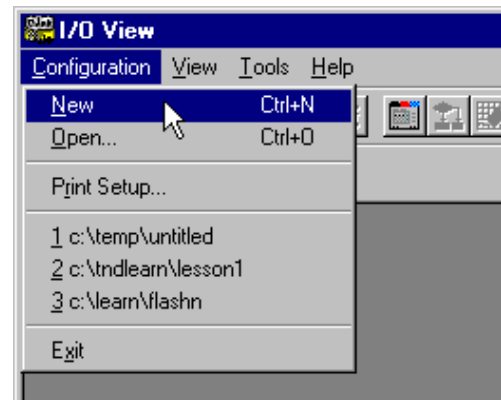 I/O View
Configuration View Tools Help
New Ctrl+N
Open... Ctrl+O
Print Setup...
1 c:\temp\untitled
2 c:\tndlearn\lesson1
3 c:\learn\flashn
Exit